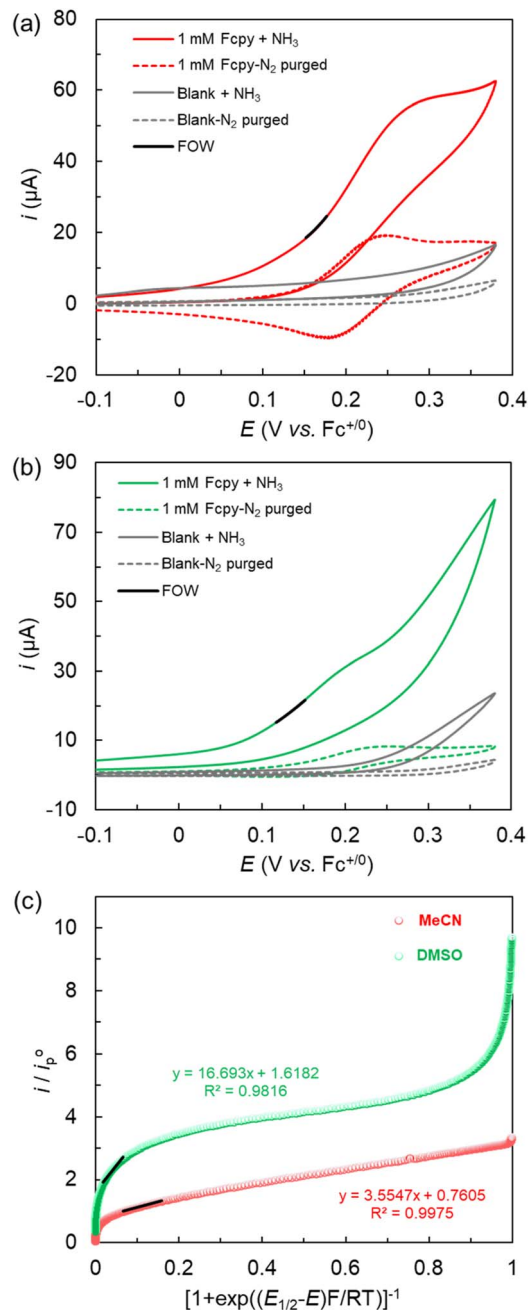 (a)
1 mM Fcpy + NH₃
1 mM Fcpy-N₂ purged
Blank + NH₃
Blank-N₂ purged
FOW
80
60
40
20
0
-20
i (µA)
-0.1 0 0.1 0.2 0.3 0.4
E (V vs. Fc⁺/⁰)
(b)
1 mM Fcpy + NH₃
1 mM Fcpy-N₂ purged
Blank + NH₃
Blank-N₂ purged
FOW
90
70
50
30
10
-10
i (µA)
-0.1 0 0.1 0.2 0.3 0.4
E (V vs. Fc⁺/⁰)
(c)
MeCN
DMSO
10
8
6
4
2
0
i / iₚ°
y = 16.693x + 1.6182
R² = 0.9816
y = 3.5547x + 0.7605
R² = 0.9975
0 0.2 0.4 0.6 0.8 1
[1+exp((E₁/₂-E)F/RT)]⁻¹